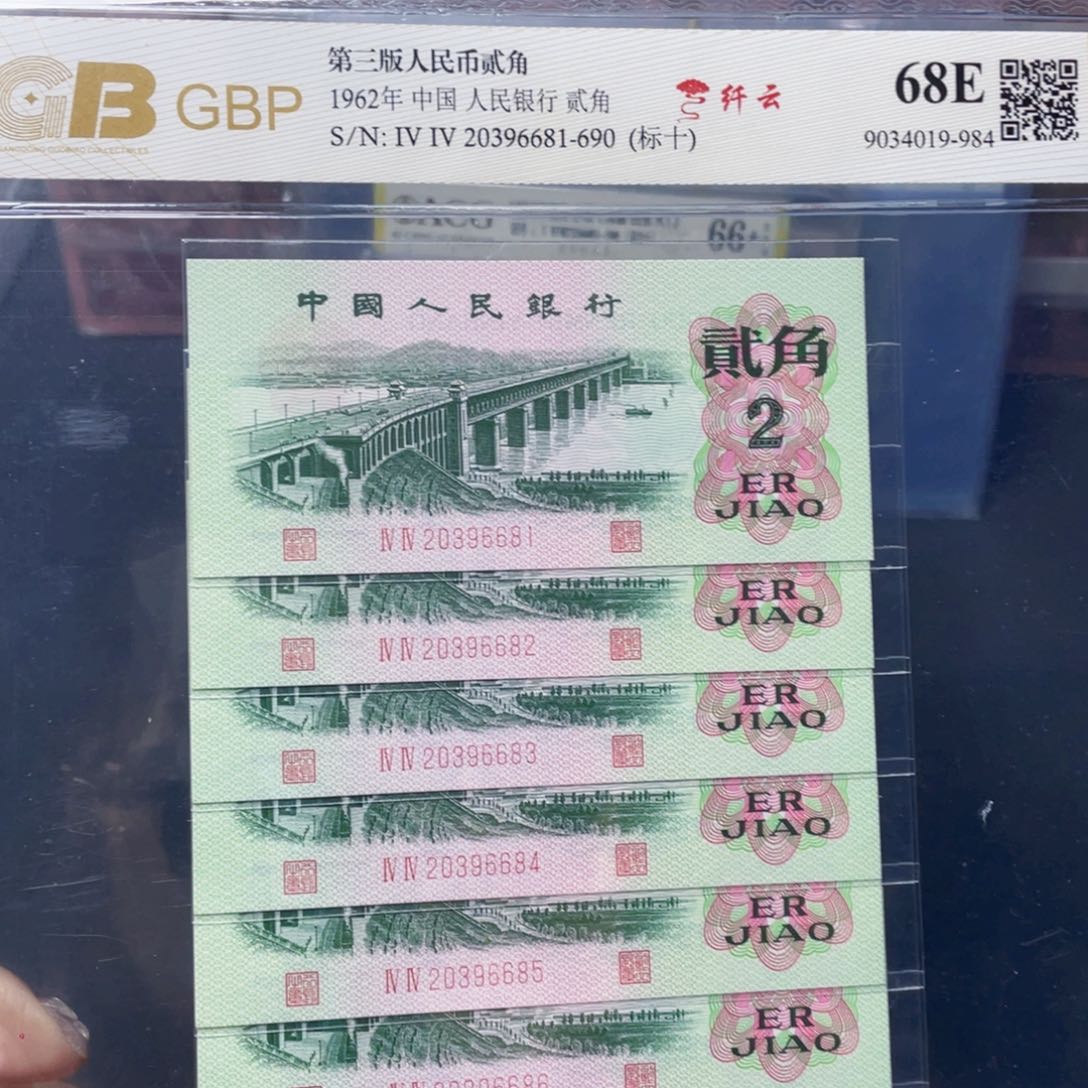 GB GBP
第三版人民币贰角
1962年 中国 人民银行 贰角
S/N: IV IV 20396681-690 (标十)
纤云
68E
9034019-984
ACG
66
中國人民銀行
貳角
2
ER
JIAO
IV IV 20396681
ER
JIAO
IV IV 20396682
ER
JIAO
IV IV 20396683
ER
JIAO
IV IV 20396684
ER
JIAO
IV IV 20396685
ER
JIAO